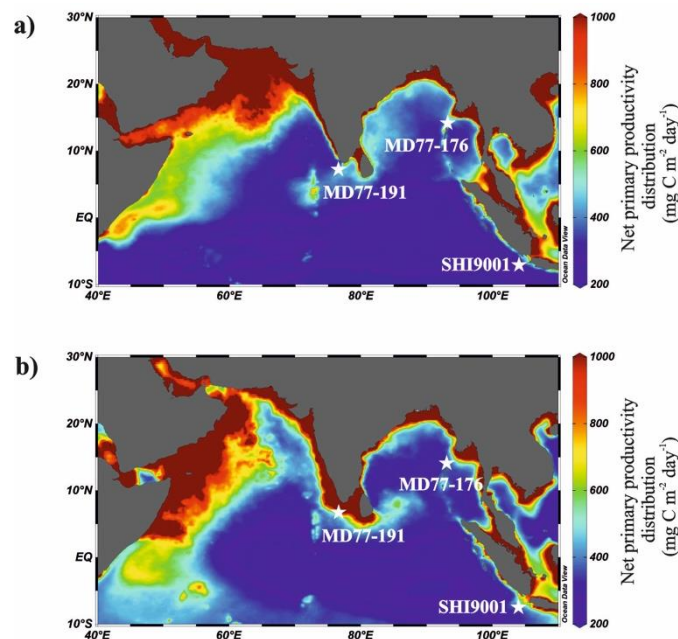 a)
30°N
20°N
10°N
EQ
10°S
40°E
60°E
80°E
100°E
MD77-176
MD77-191
SHI9001
Ocean Data View
1000
800
600
400
200
Net primary productivity
distribution
(mg C m⁻² day⁻¹)
b)
30°N
20°N
10°N
EQ
10°S
40°E
60°E
80°E
100°E
MD77-176
MD77-191
SHI9001
Ocean Data View
1000
800
600
400
200
Net primary productivity
distribution
(mg C m⁻² day⁻¹)